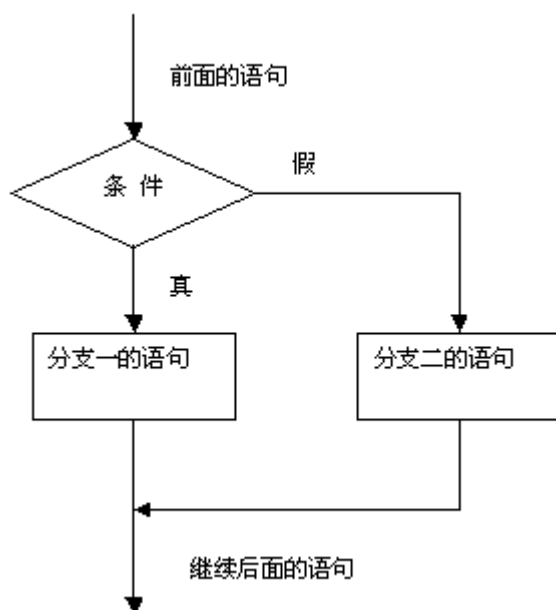 前面的语句
条 件
假
真
分支一的语句
分支二的语句
继续后面的语句